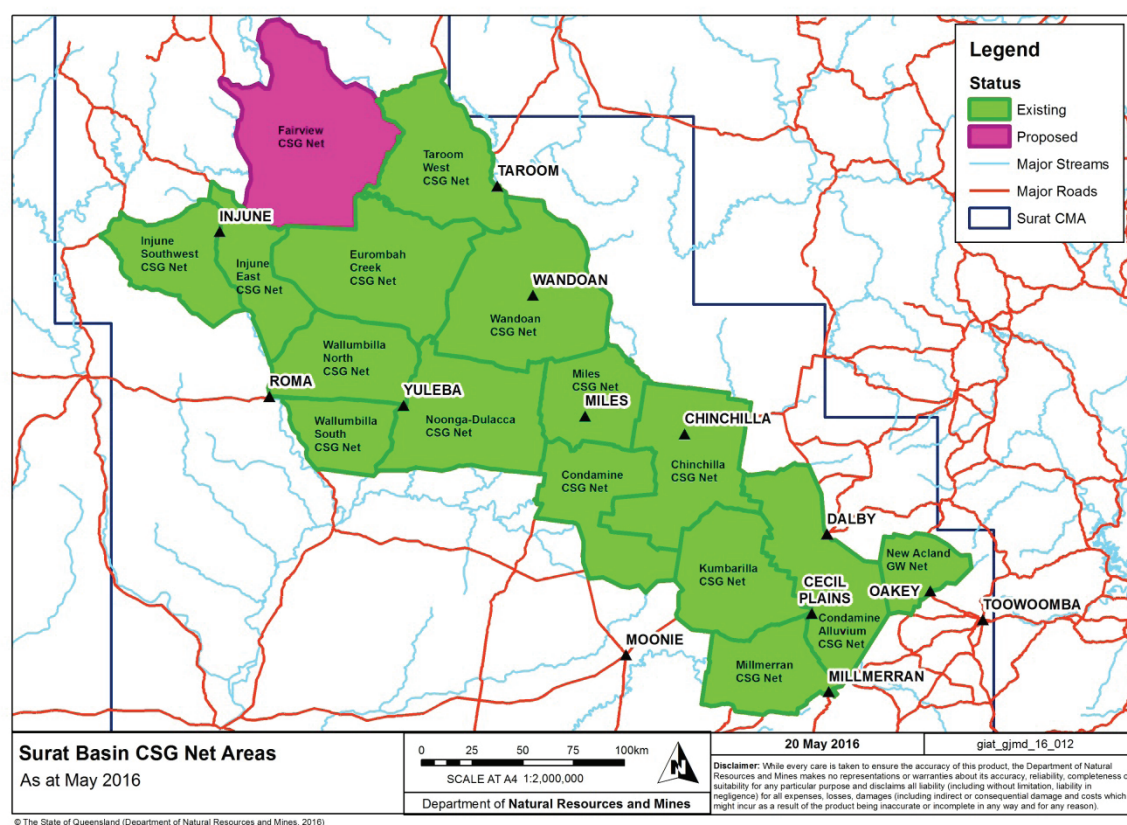 Legend
Status
Existing
Proposed
Major Streams
Major Roads
Surat CMA
Fairview
CSG Net
Taroom
West
CSG Net
TAROOM
INJUNE
Injune
Southwest
CSG Net
Injune
East
CSG Net
Eurombah
Creek
CSG Net
WANDOAN
Wandoan
CSG Net
Wallumbilla
North
CSG Net
ROMA
YULEBA
Miles
CSG Net
MILES
Wallumbilla
South
CSG Net
Noonga-Dulacca
CSG Net
CHINCHILLA
Chinchilla
CSG Net
Condamine
CSG Net
DALBY
New Acland
GW Net
Kumbarilla
CSG Net
CECIL
PLAINS
OAKEY
TOOWOOMBA
Condamine
Alluvium
CSG Net
MOONIE
Millmerran
CSG Net
MILLMERRAN
Surat Basin CSG Net Areas
As at May 2016
0 25 50 75 100km
SCALE AT A4 1:2,000,000
N
Department of Natural Resources and Mines
20 May 2016
giat_gjmd_16_012
Disclaimer: While every care is taken to ensure the accuracy of this product, the Department of Natural
Resources and Mines makes no representations or warranties about its accuracy, reliability, completeness o
suitability for any particular purpose and disclaims all liability (including without limitation, liability in
negligence) for all expenses, losses, damages (including indirect or consequential damage and costs which
might incur as a result of the product being inaccurate or incomplete in any way and for any reason).
© The State of Queensland (Department of Natural Resources and Mines, 2016)